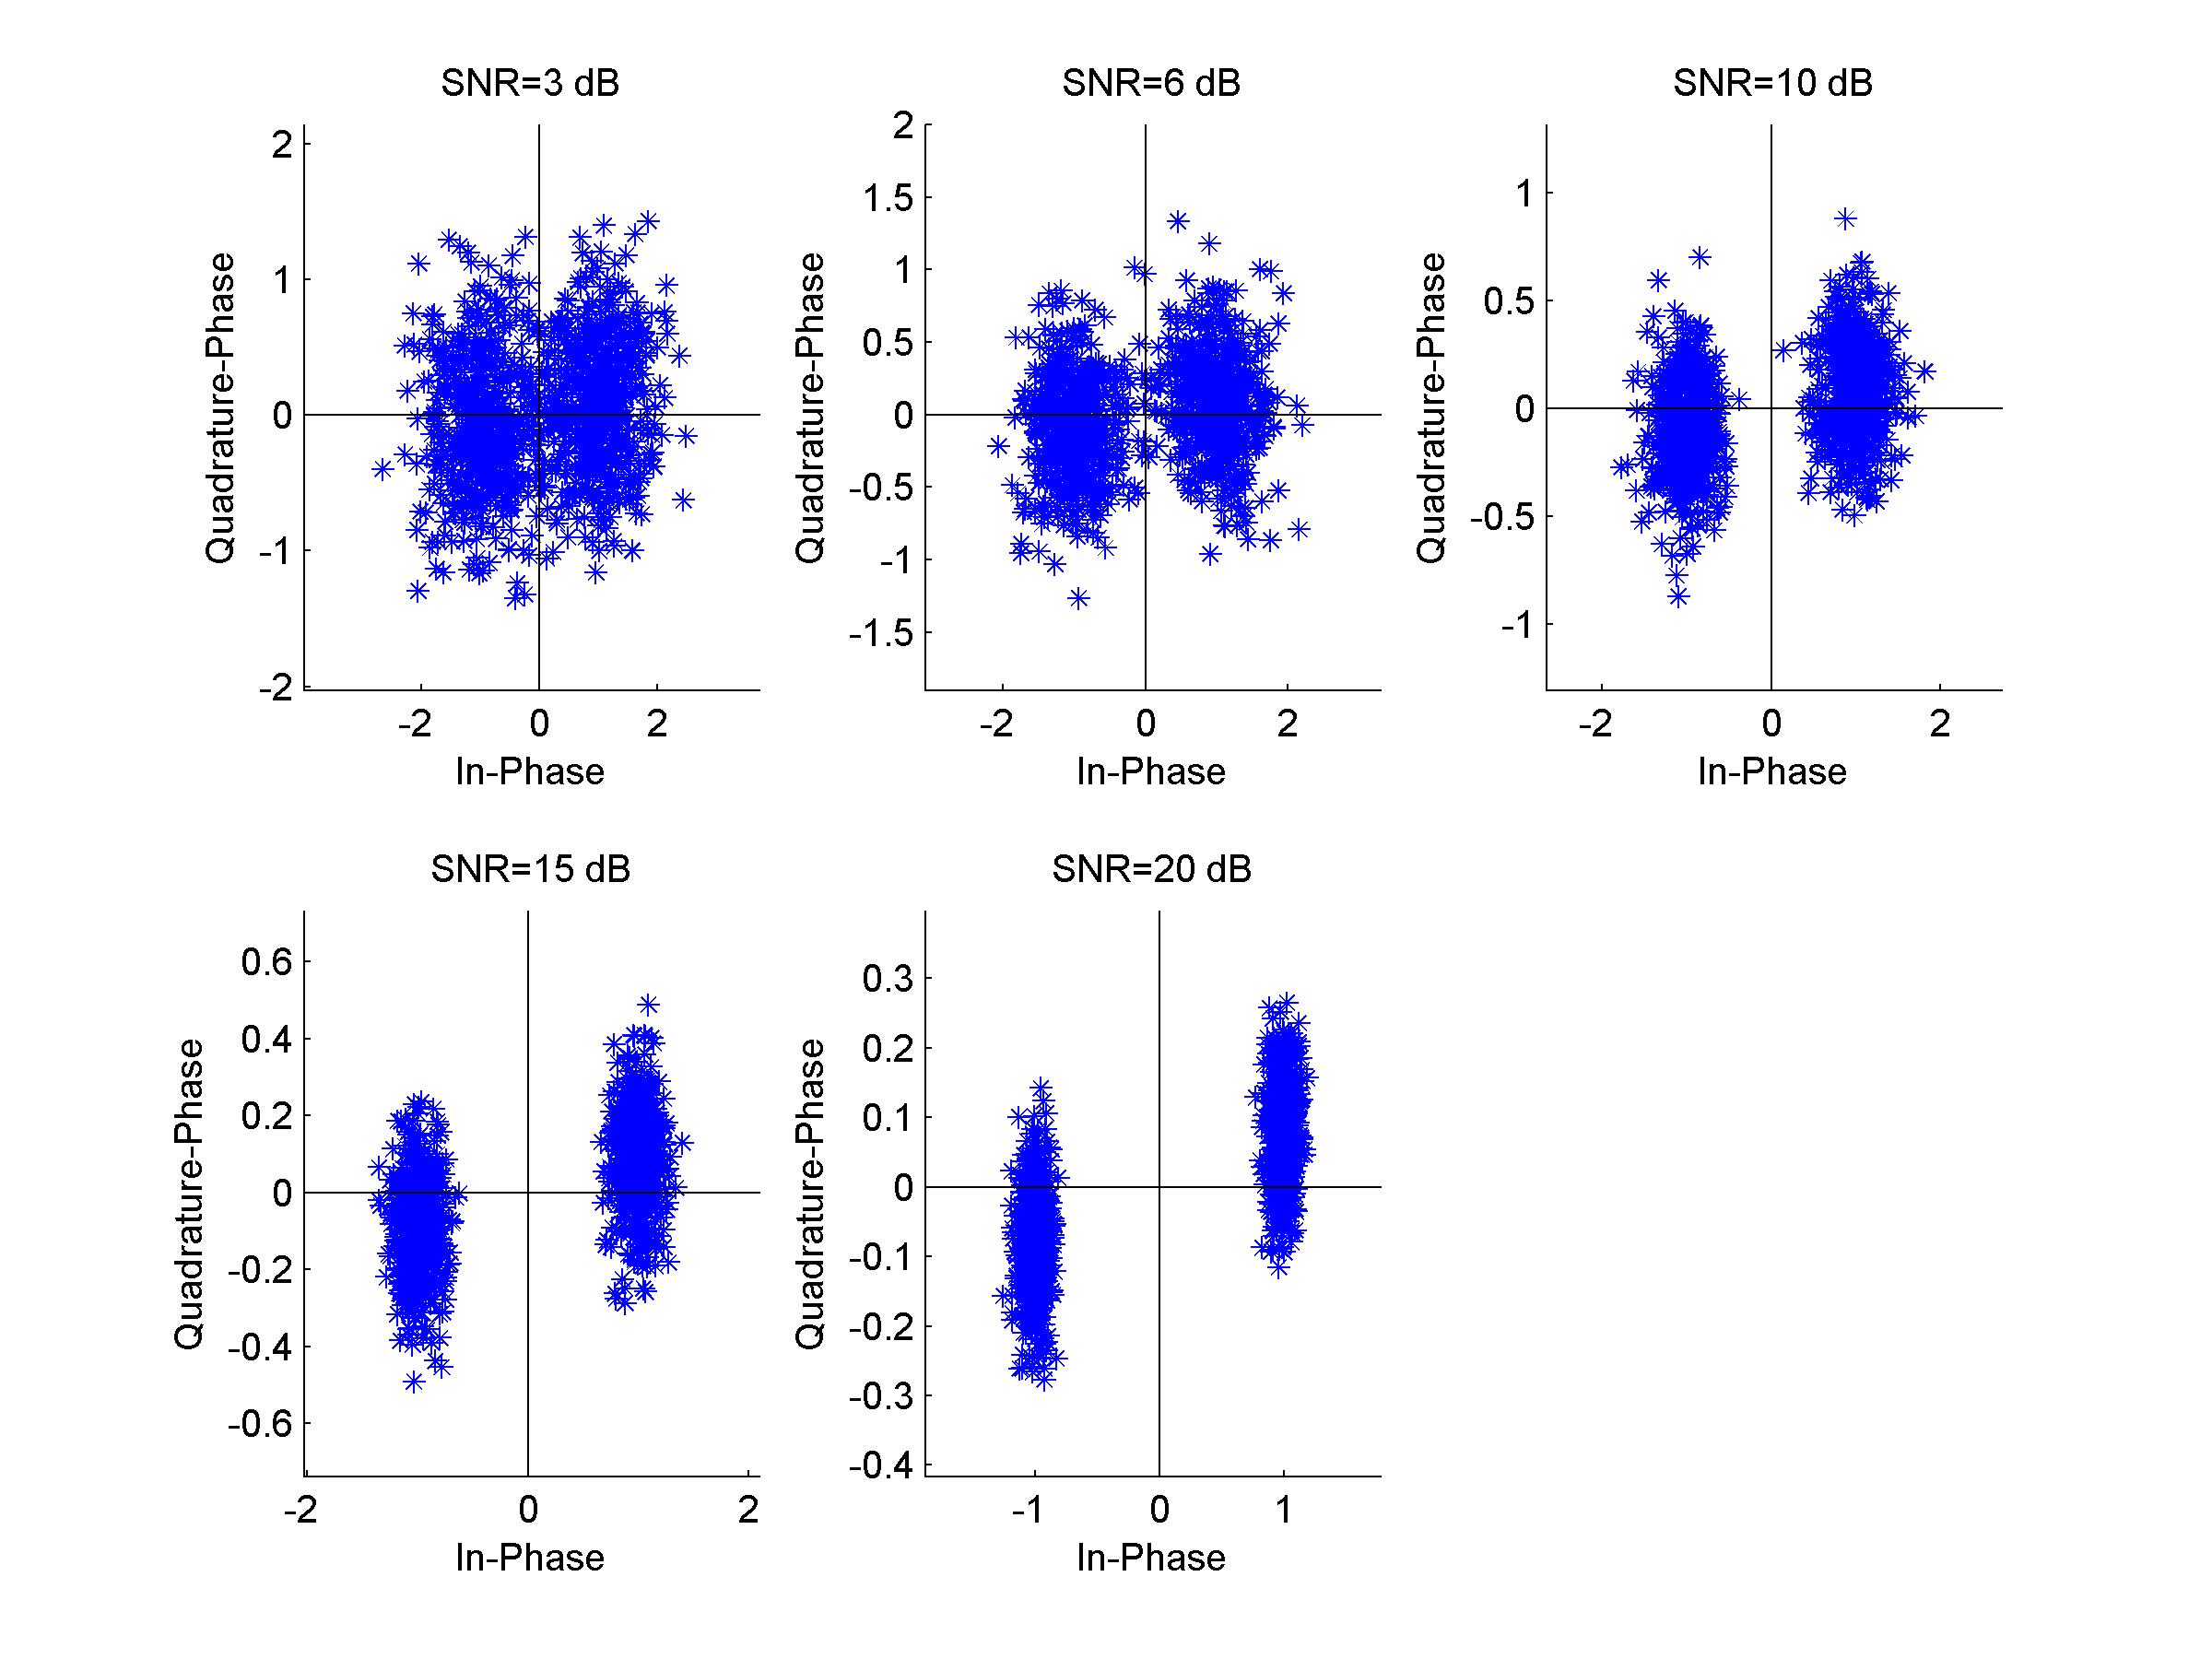 SNR=3 dB
2
1
0
-1
-2
Quadrature-Phase
-2 0 2
In-Phase
SNR=6 dB
2
1.5
1
0.5
0
-0.5
-1
-1.5
Quadrature-Phase
-2 0 2
In-Phase
SNR=10 dB
1
0.5
0
-0.5
-1
Quadrature-Phase
-2 0 2
In-Phase
SNR=15 dB
0.6
0.4
0.2
0
-0.2
-0.4
-0.6
Quadrature-Phase
-2 0 2
In-Phase
SNR=20 dB
0.3
0.2
0.1
0
-0.1
-0.2
-0.3
-0.4
Quadrature-Phase
-1 0 1
In-Phase